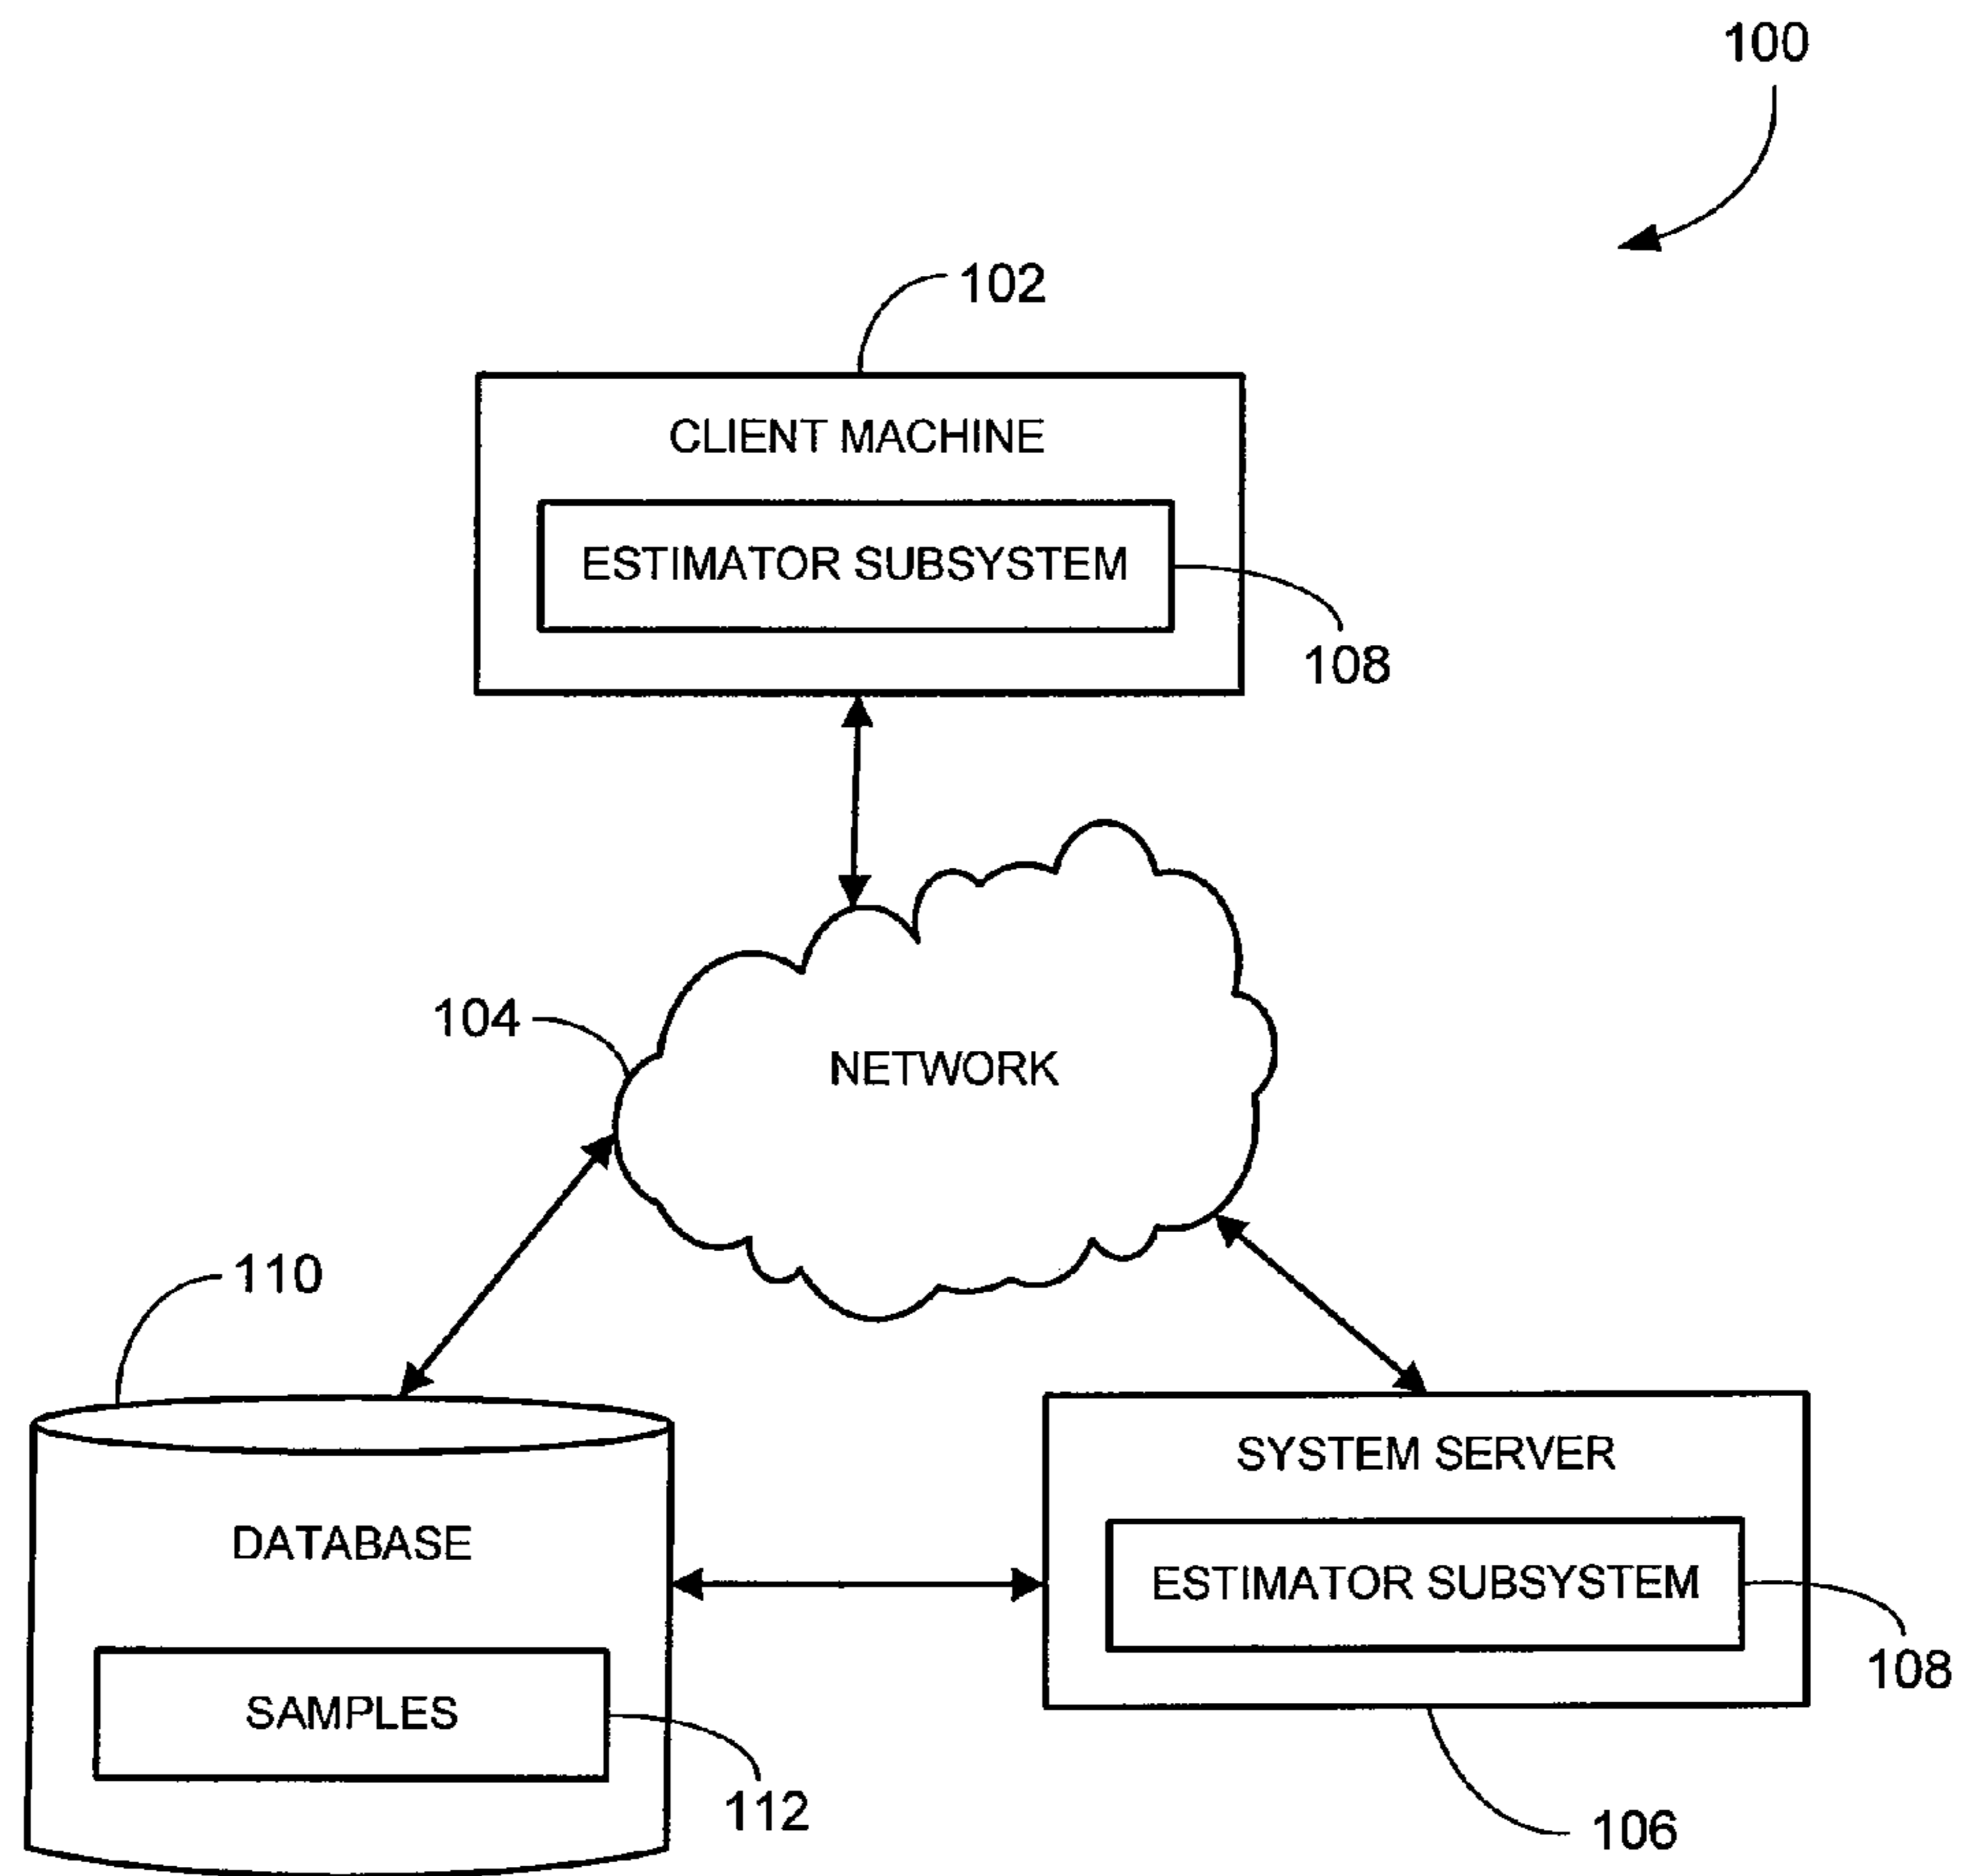 100
102
CLIENT MACHINE
ESTIMATOR SUBSYSTEM
108
104
NETWORK
110
SYSTEM SERVER
DATABASE
ESTIMATOR SUBSYSTEM
108
SAMPLES
112
106